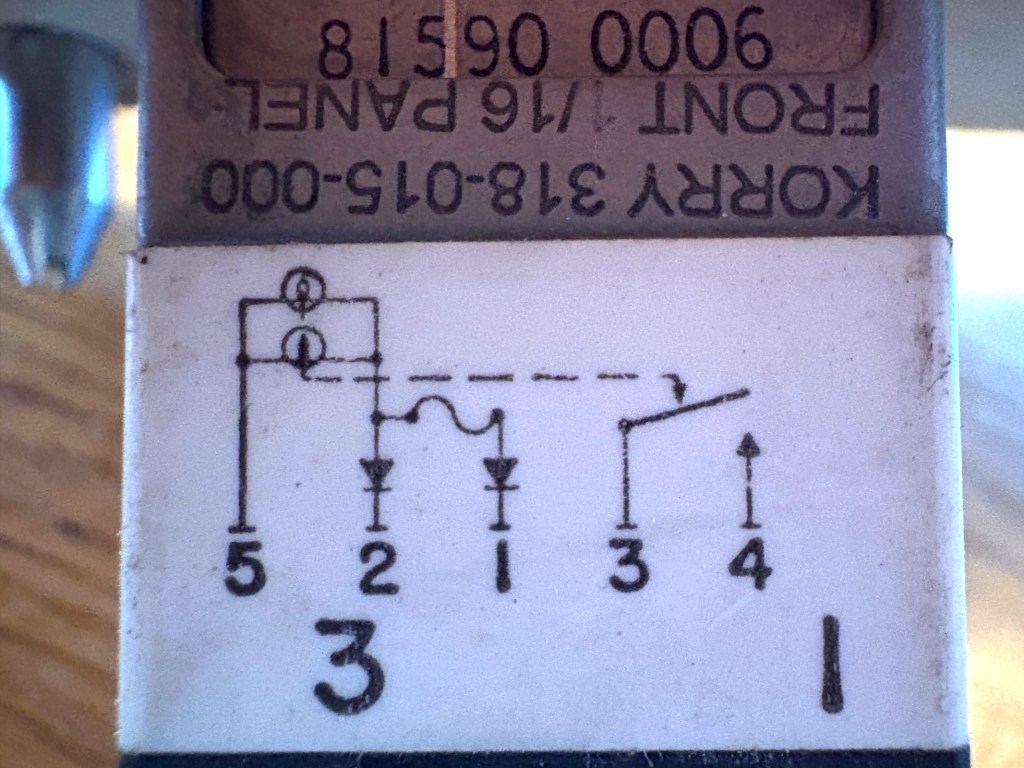 KORRY 318-015-000
FRONT 1/16 PANEL
9000 06518
5 2 1 3 4
3 1